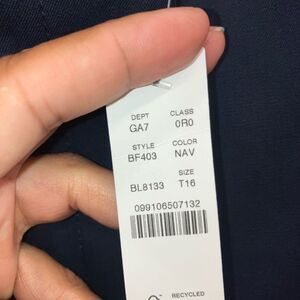 DEPT CLASS
GA7 0R0
STYLE COLOR
BF403 NAV
SIZE
BL8133 T16
099106507132
RECYCLED